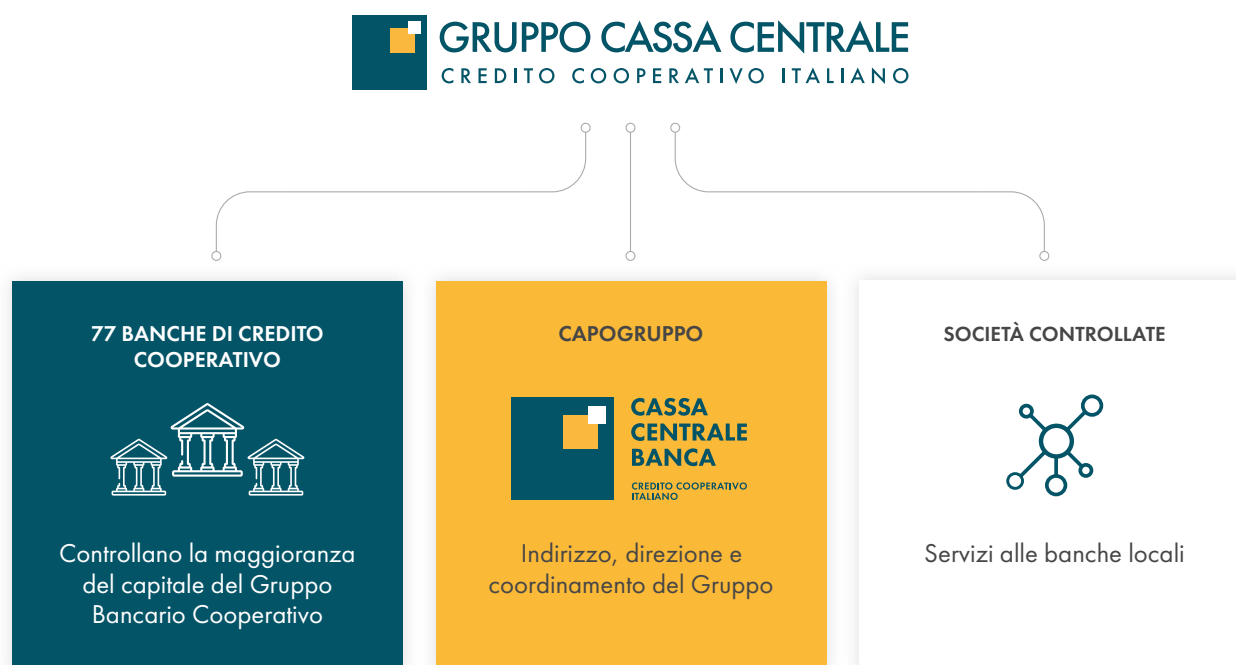 GRUPPO CASSA CENTRALE
CREDITO COOPERATIVO ITALIANO
77 BANCHE DI CREDITO
COOPERATIVO
Controllano la maggioranza
del capitale del Gruppo
Bancario Cooperativo
CAPOGRUPPO
CASSA
CENTRALE
BANCA
CREDITO COOPERATIVO
ITALIANO
Indirizzo, direzione e
coordinamento del Gruppo
SOCIETÀ CONTROLLATE
Servizi alle banche locali